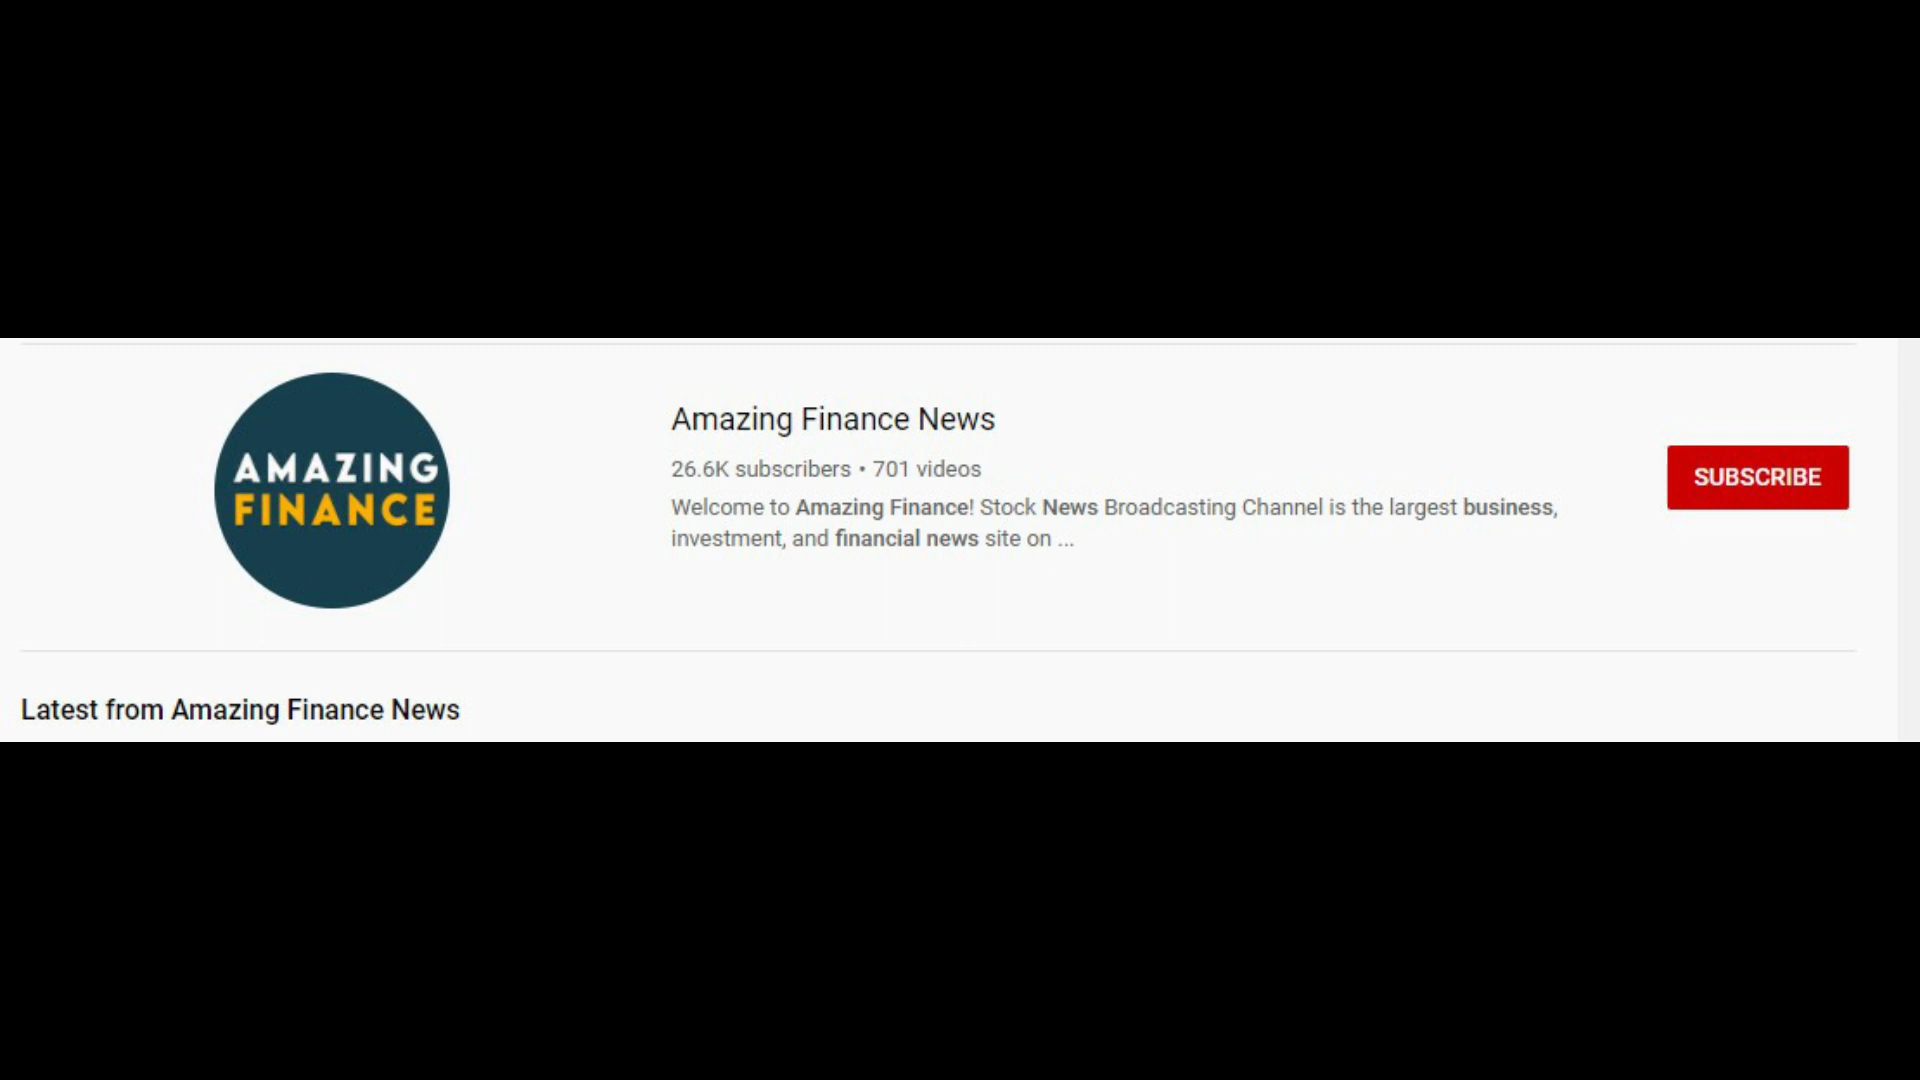 AMAZING
FINANCE
Amazing Finance News
26.6K subscribers • 701 videos
Welcome to Amazing Finance! Stock News Broadcasting Channel is the largest business,
investment, and financial news site on ...
SUBSCRIBE
Latest from Amazing Finance News